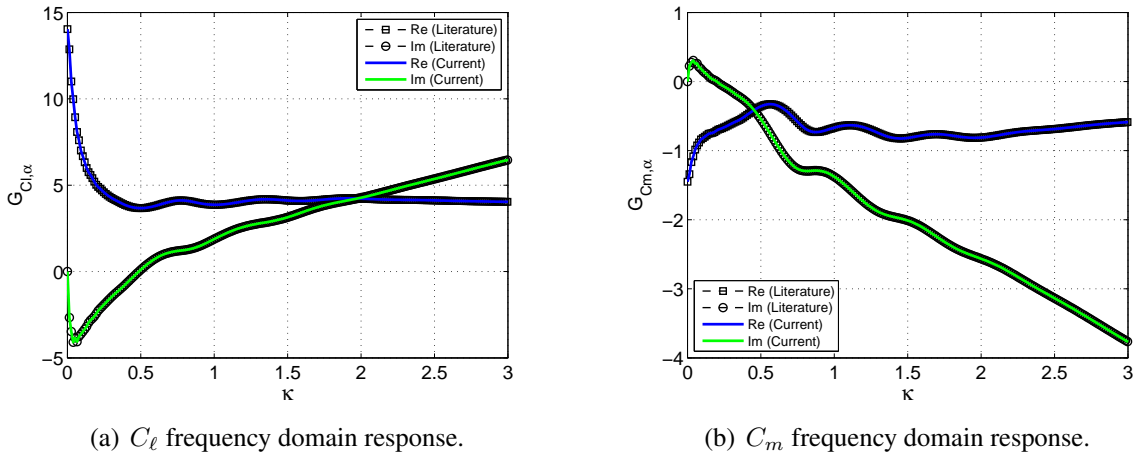 15
10
5
0
−5
0
0.5
1
1.5
2
2.5
3
κ
G_{Cl,α}
Re (Literature)
Im (Literature)
Re (Current)
Im (Current)
1
0
−1
−2
−3
−4
0
0.5
1
1.5
2
2.5
3
κ
G_{Cm,α}
Re (Literature)
Im (Literature)
Re (Current)
Im (Current)
(a) C_ℓ frequency domain response.
(b) C_m frequency domain response.